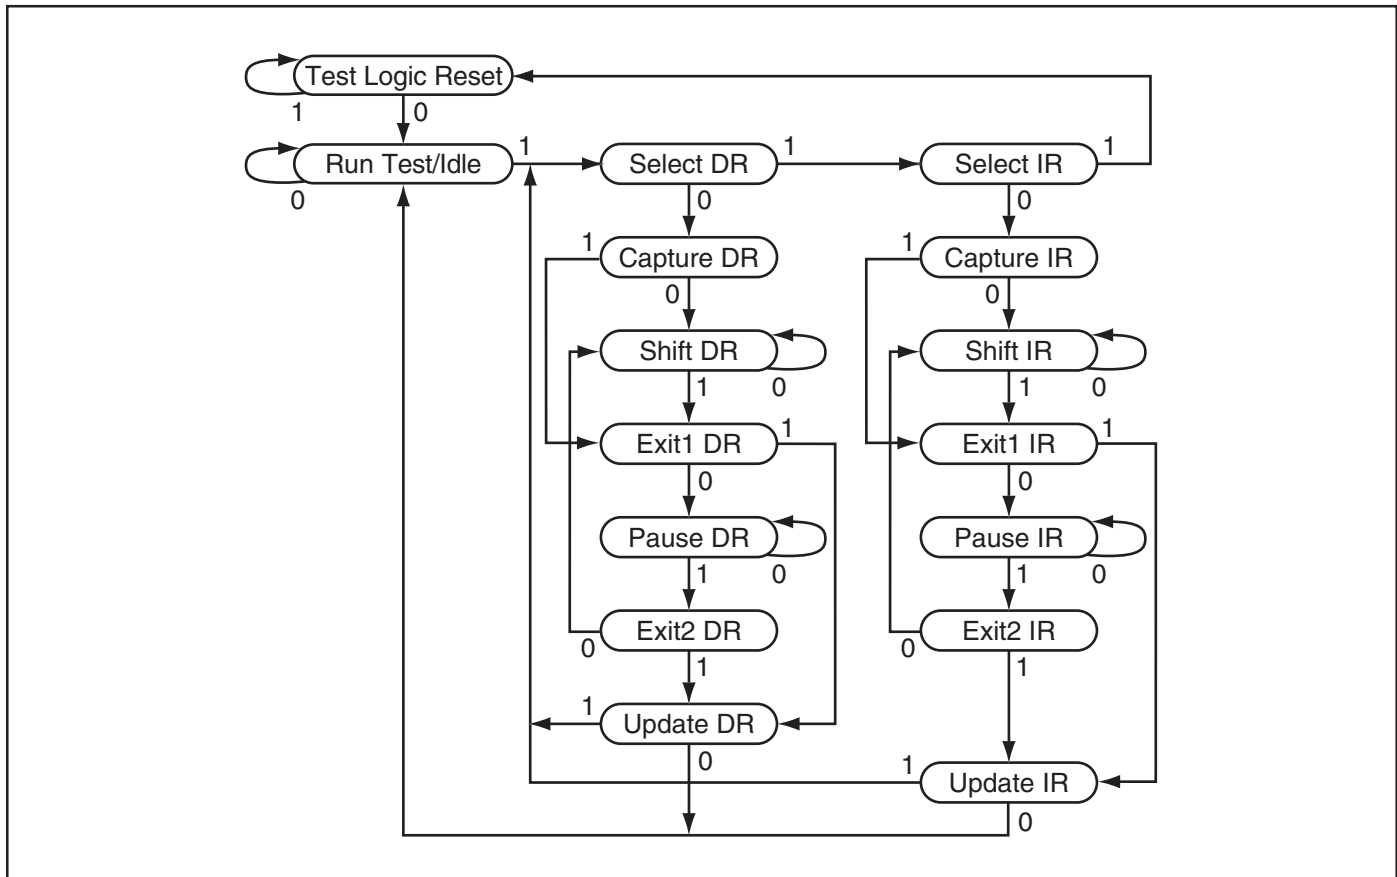 Test Logic Reset
1
0
Run Test/Idle
1
Select DR
1
Select IR
1
0
0
0
1
Capture DR
1
Capture IR
0
0
Shift DR
Shift IR
1
0
1
0
Exit1 DR
1
Exit1 IR
1
0
0
Pause DR
Pause IR
1
0
1
0
Exit2 DR
Exit2 IR
0
1
0
1
1
Update DR
0
1
Update IR
0